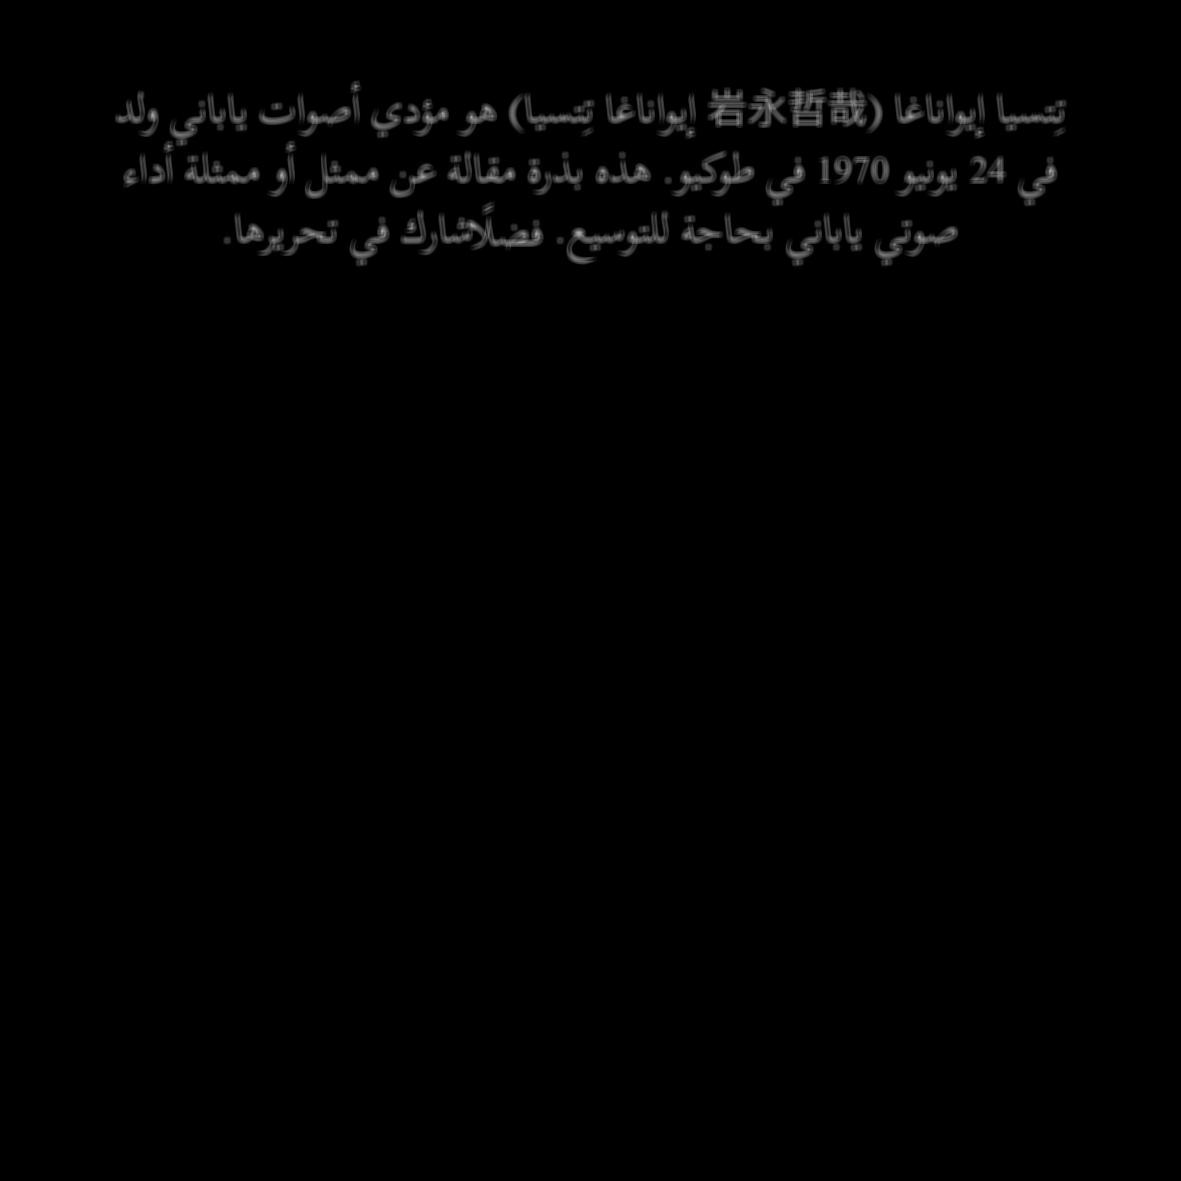 تِتسيا إيواناغا (岩永哲哉 إيواناغا تِتسيا) هو مؤدي أصوات ياباني ولد
في 24 يونيو 1970 في طوكيو. هذه بذرة مقالة عن ممثل أو ممثلة أداء
صوتي ياباني بحاجة للتوسيع. فضلًاشارك في تحريرها.